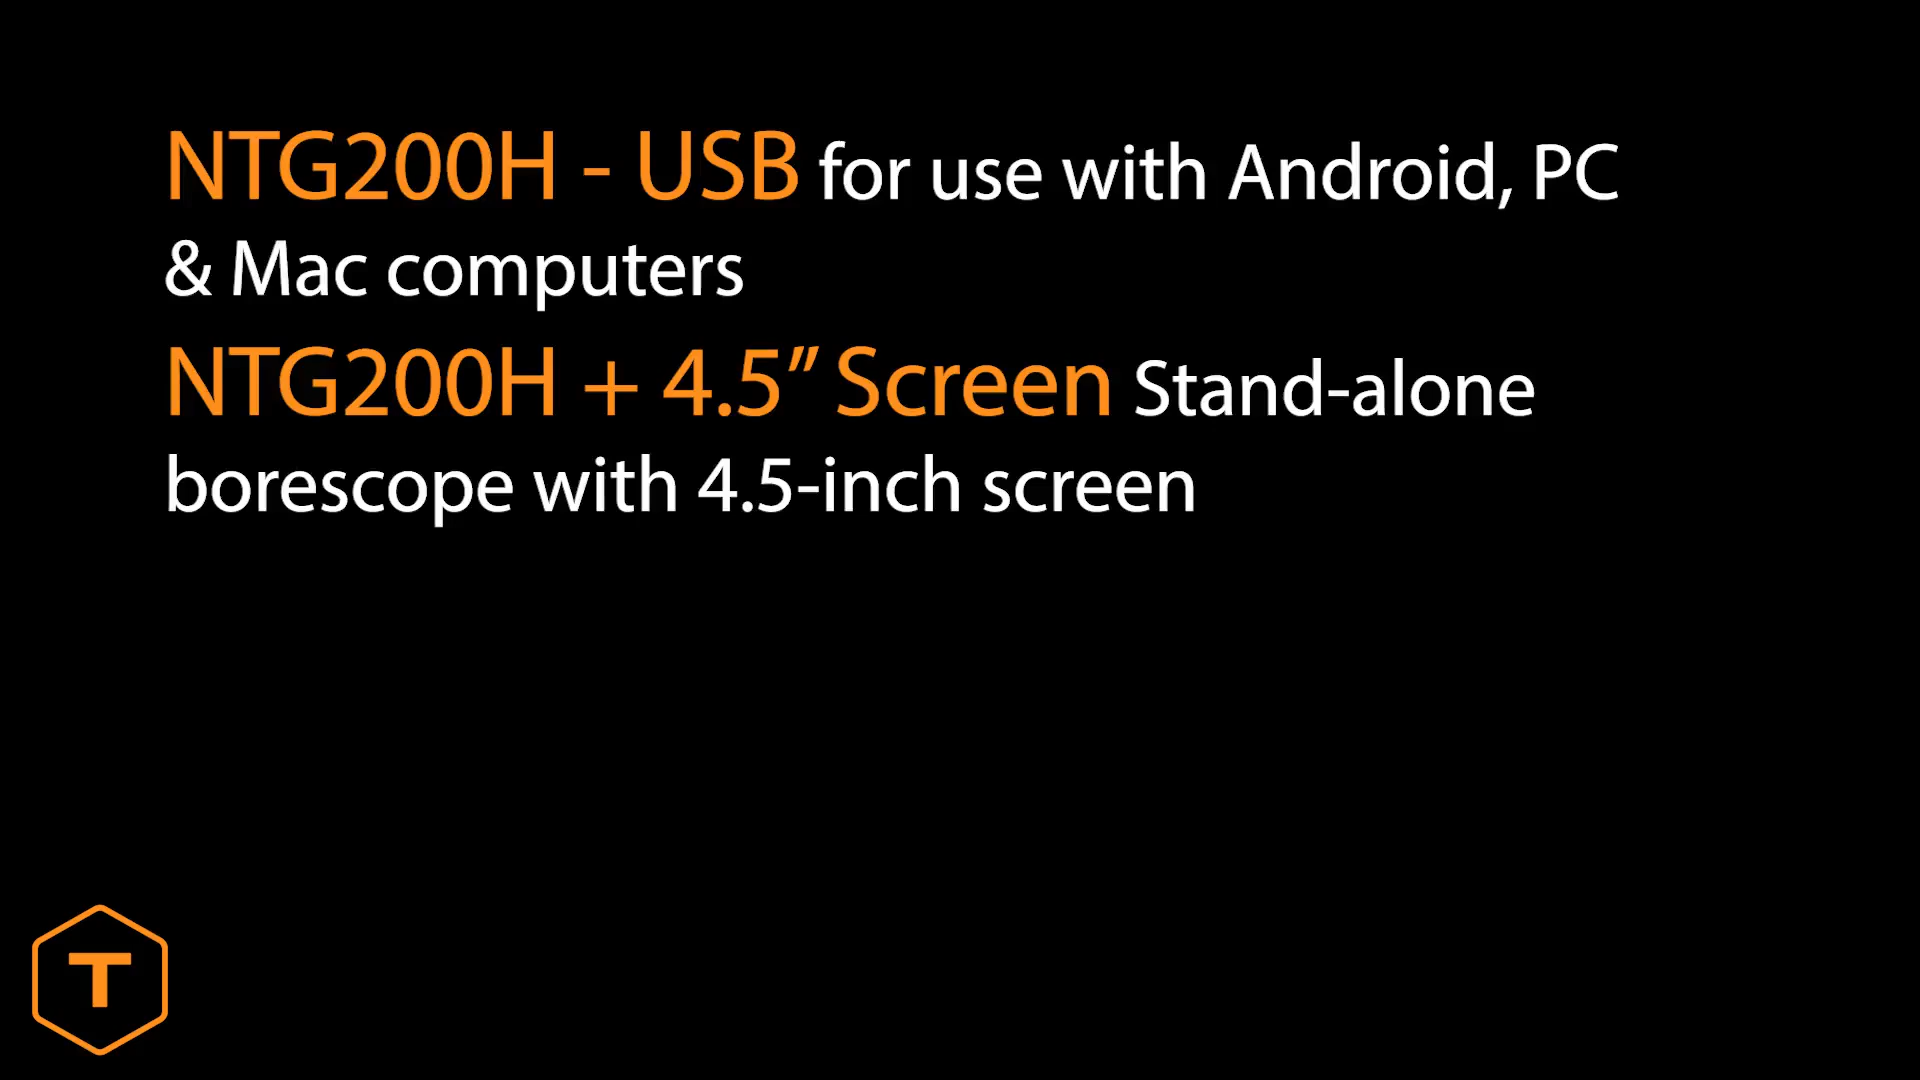 NTG200H - USB for use with Android, PC
& Mac computers
NTG200H + 4.5” Screen Stand-alone
borescope with 4.5-inch screen
T